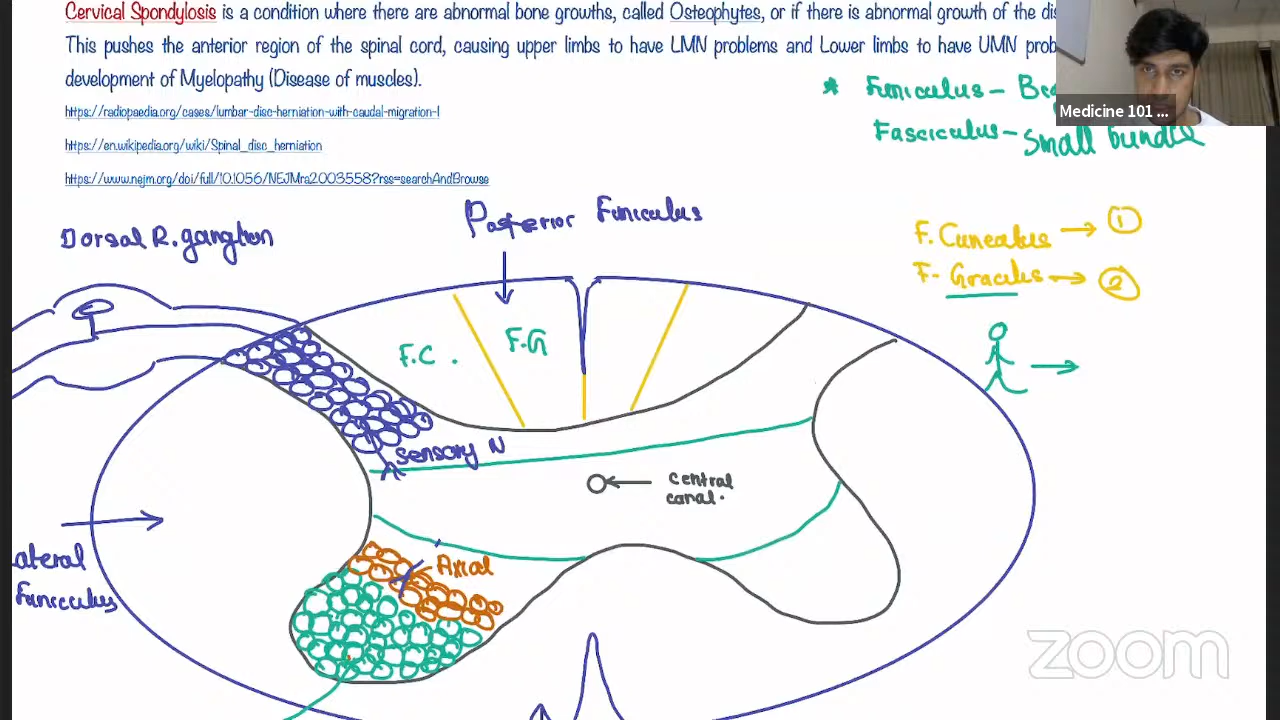 Cervical Spondylosis is a condition where there are abnormal bone growths, called Osteophytes, or if there is abnormal growth of the
This pushes the anterior region of the spinal cord, causing upper limbs to have LMN problems and Lower limbs to have UMN
development of Myelopathy (Disease of muscles).
Funiculus -
Medicine 101 ...
https://radiopaedia.org/cases/lumbar-disc-herniation-with-caudal-migration-1
Fasciculus - Small bundle
https://en.wikipedia.org/wiki/Spinal_disc_herniation
https://www.nejm.org/doi/full/10.1056/NEJMra2003558?rss=searchAndBrowse
Posterior Funiculus
Dorsal R. ganglion
F. Cuneatus → 1
F- Graculus → 2
F.C.
F.G
Sensory N
central
canal.
Axial
ateral
Funiculus
zoom